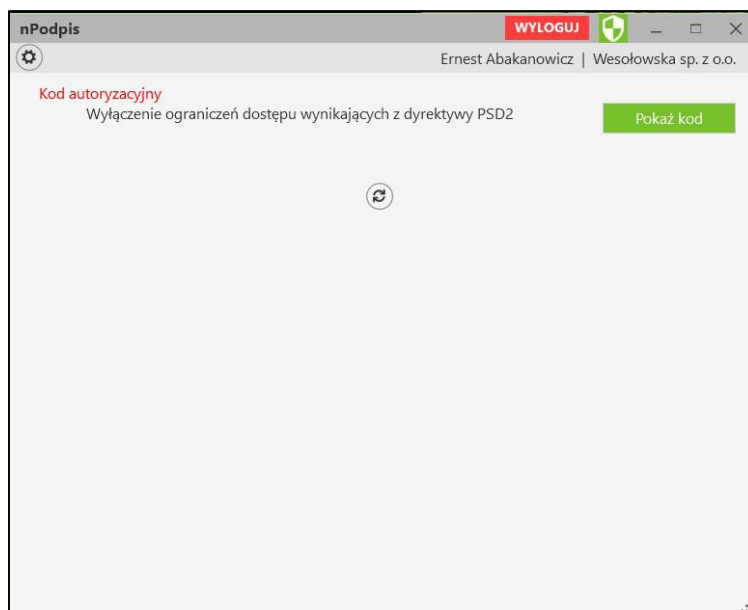 nPodpis WYLOGUJ
Ernest Abakanowicz | Wesołowska sp. z o.o.
Kod autoryzacyjny
Wyłączenie ograniczeń dostępu wynikających z dyrektywy PSD2
Pokaż kod